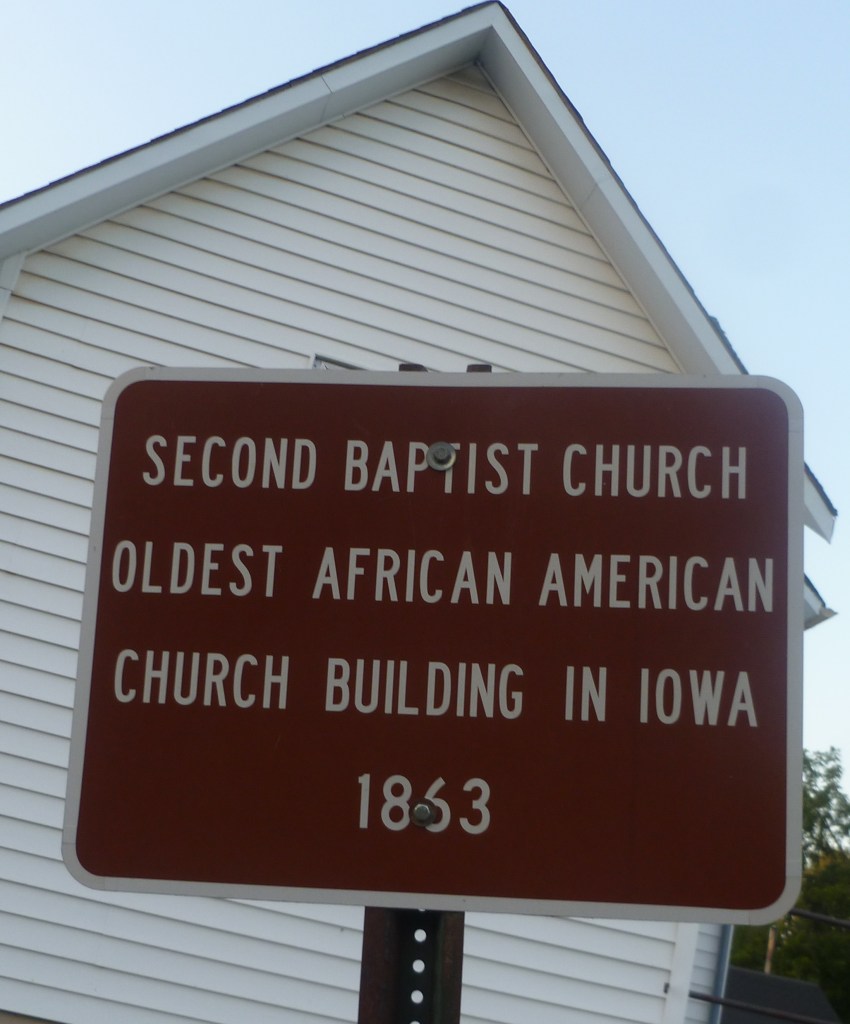 SECOND BAPTIST CHURCH
OLDEST AFRICAN AMERICAN
CHURCH BUILDING IN IOWA
1863